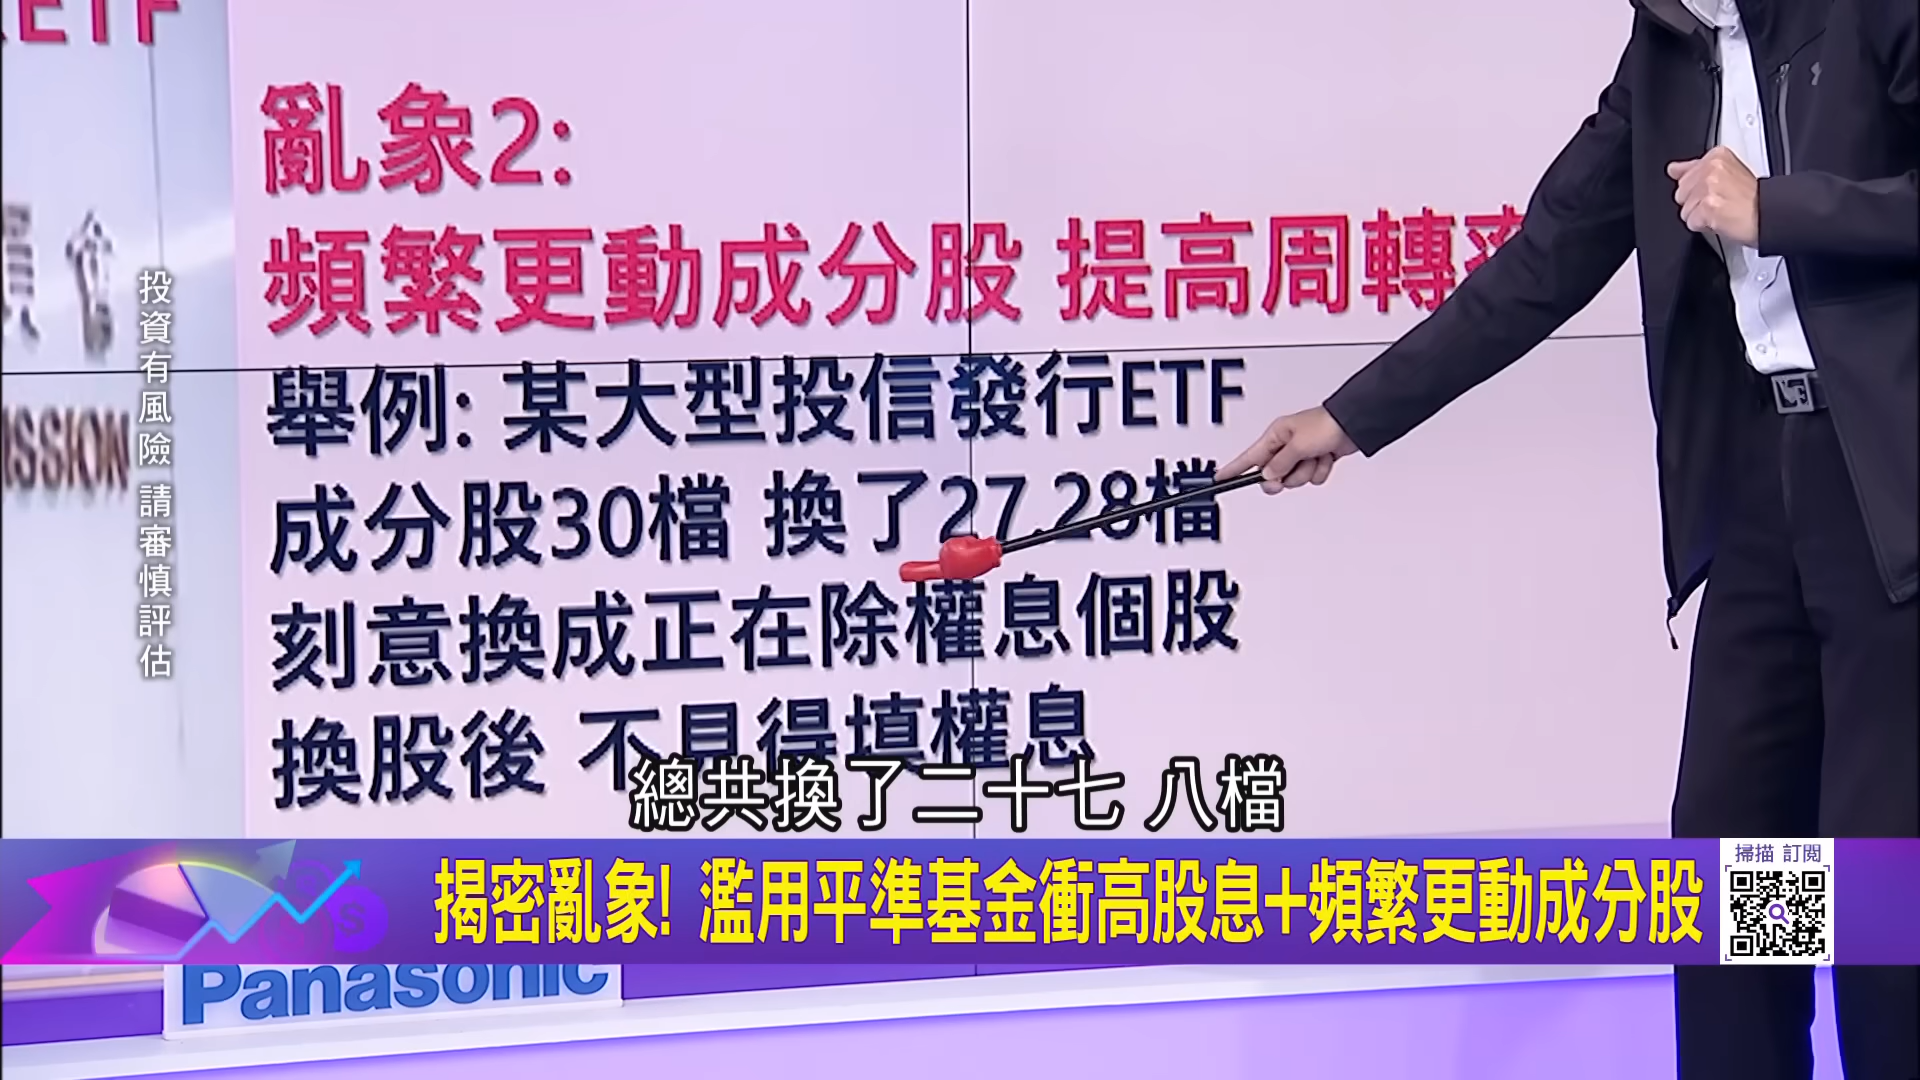 ETF
亂象2:
頻繁更動成分股 提高周轉率
舉例: 某大型投信發行ETF
成分股30檔 換了27.28檔
刻意換成正在除權息個股
換股後 不見得填權息
員會
ISSION
投資有風險 請審慎評估
總共換了二十七 八檔
揭密亂象! 濫用平準基金衝高股息+頻繁更動成分股
掃描 訂閱
Panasonic